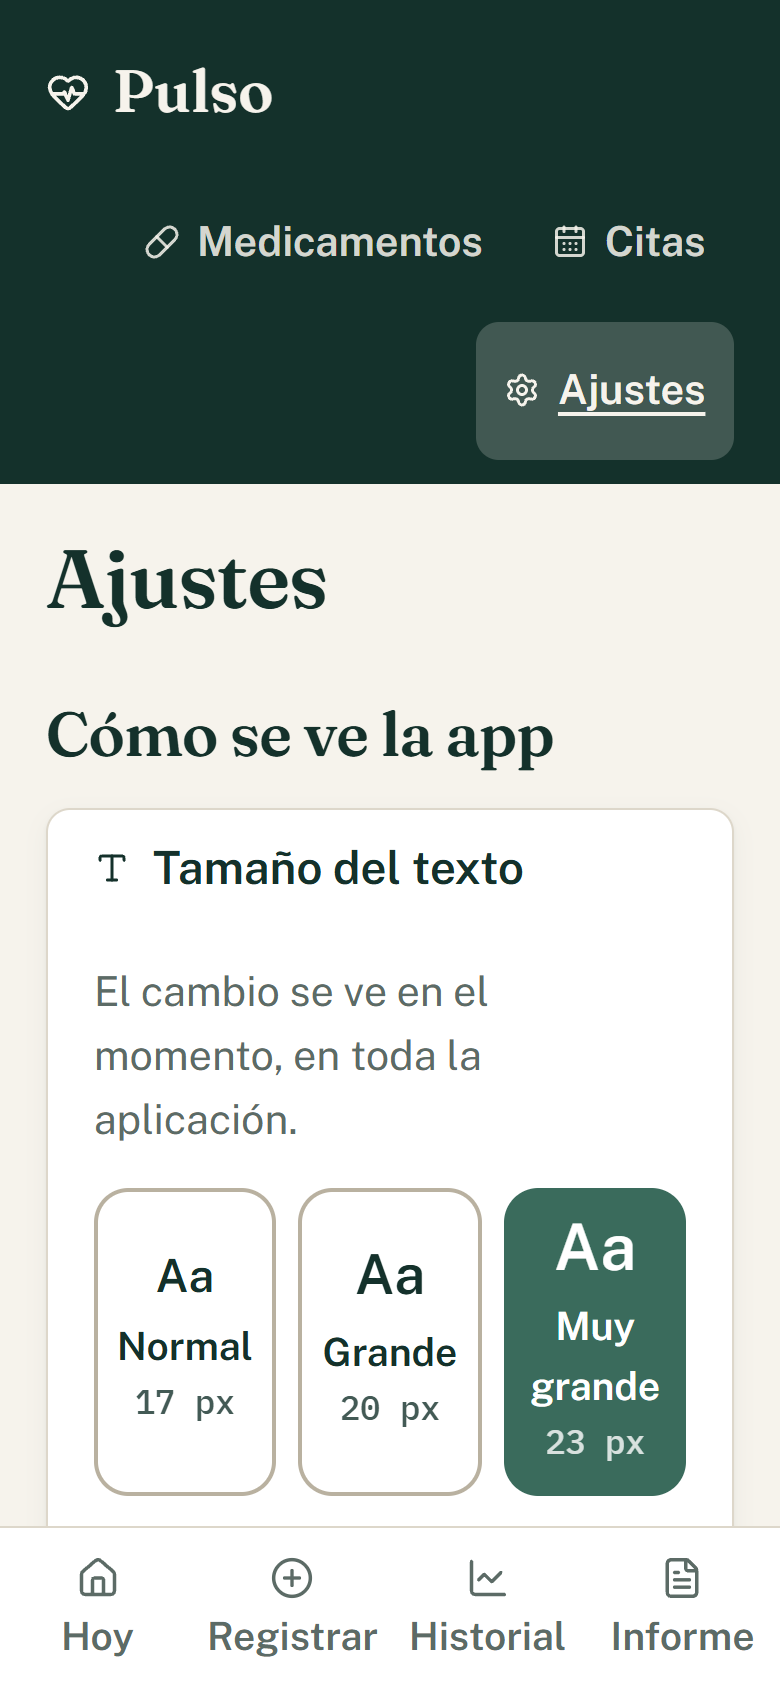 Pulso
Medicamentos
Citas
Ajustes
Ajustes
Cómo se ve la app
Tamaño del texto
El cambio se ve en el
momento, en toda la
aplicación.
Aa
Normal
17 px
Aa
Grande
20 px
Aa
Muy
grande
23 px
Hoy
Registrar
Historial
Informe